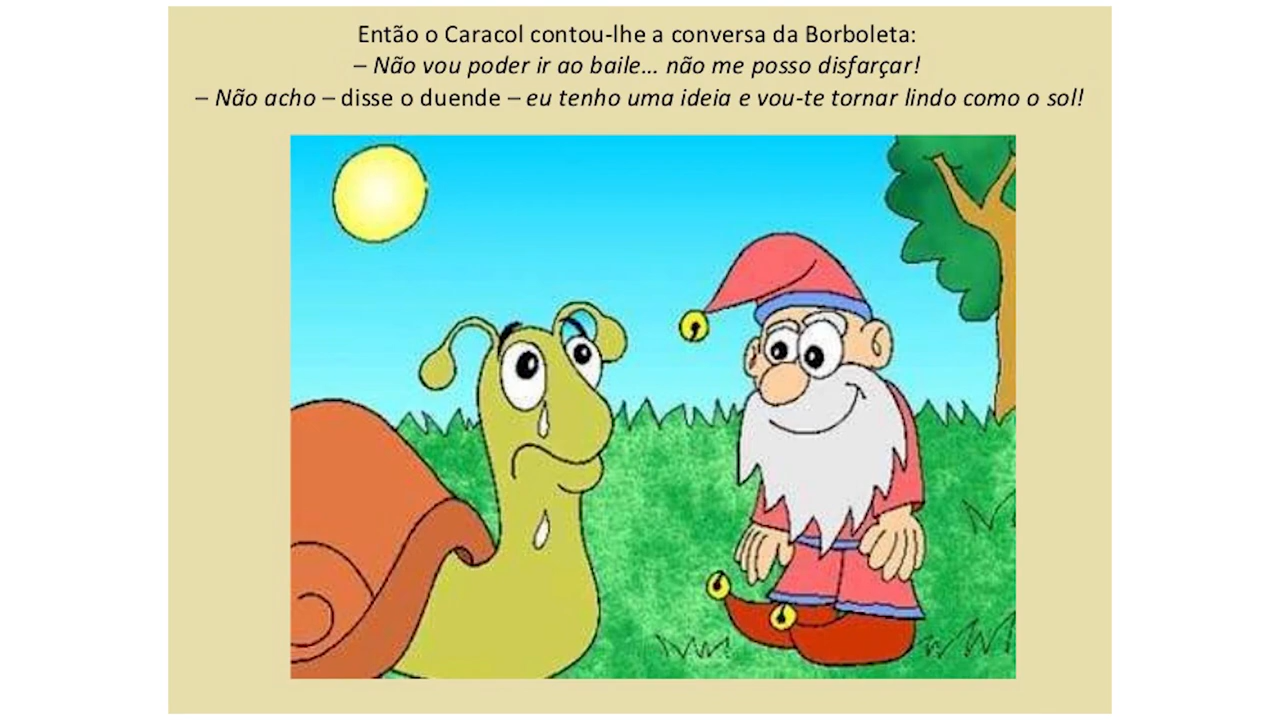 Então o Caracol contou-lhe a conversa da Borboleta:
– Não vou poder ir ao baile... não me posso disfarçar!
– Não acho – disse o duende – eu tenho uma ideia e vou-te tornar lindo como o sol!